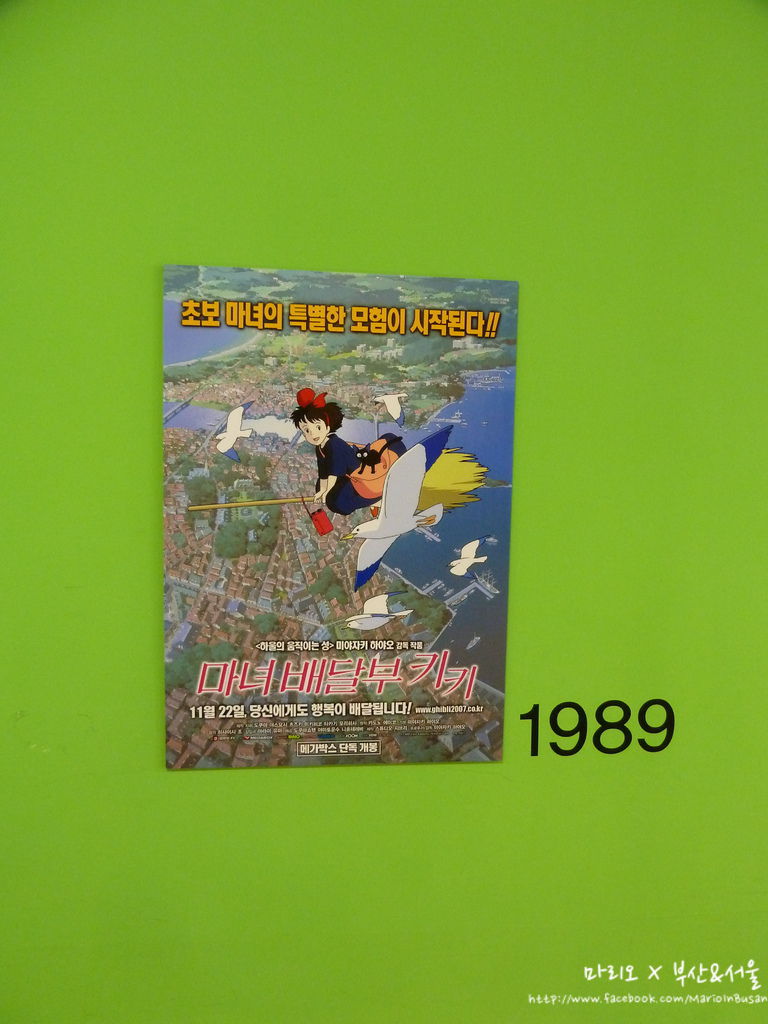 초보 마녀의 특별한 모험이 시작된다!!
<하울의 움직이는 성> 미야자키 하야오 감독 작품
마녀 배달부 키키
11월 22일, 당신에게도 행복이 배달됩니다! www.ghibli2007.co.kr
메가박스 단독 개봉
1989
마리오 X 부산&서울
http://www.facebook.com/MarioInBusan